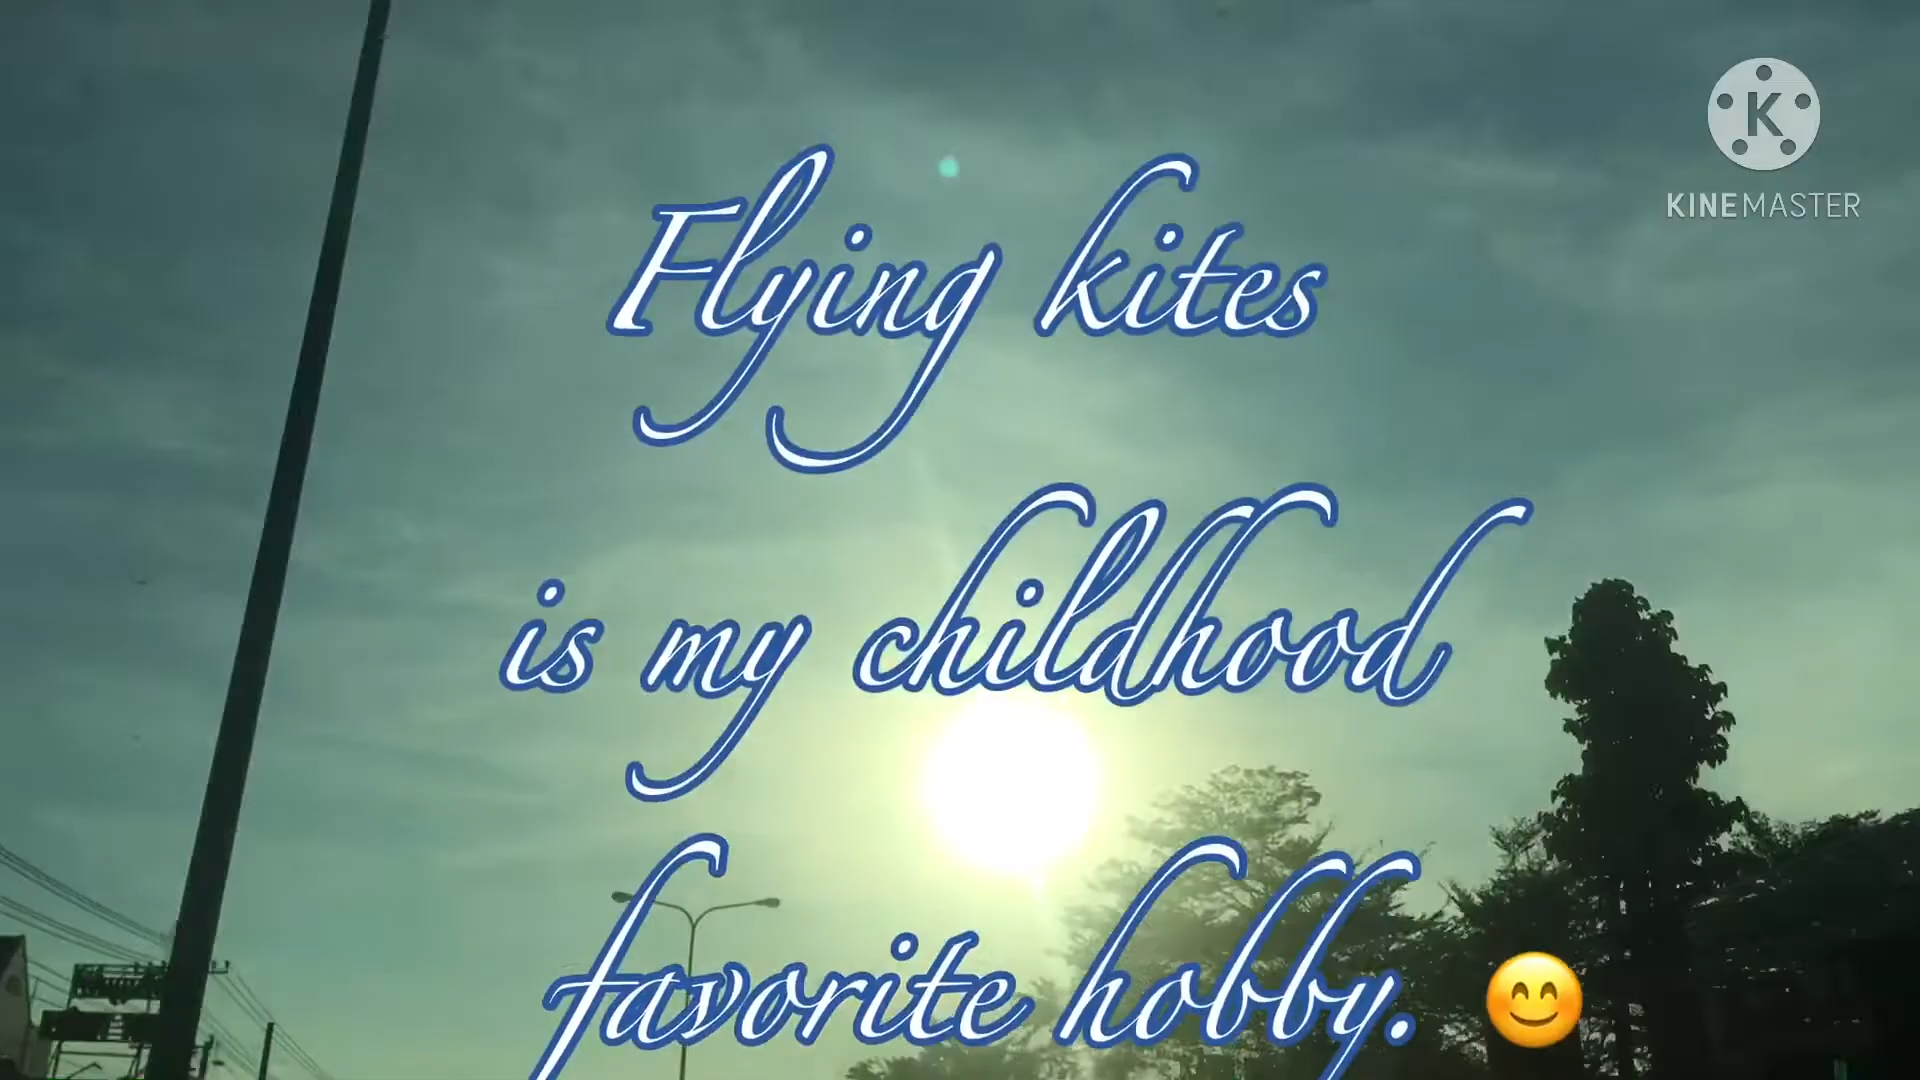 K
KINEMASTER
Flying kites
is my childhood
favorite hobby. 😊